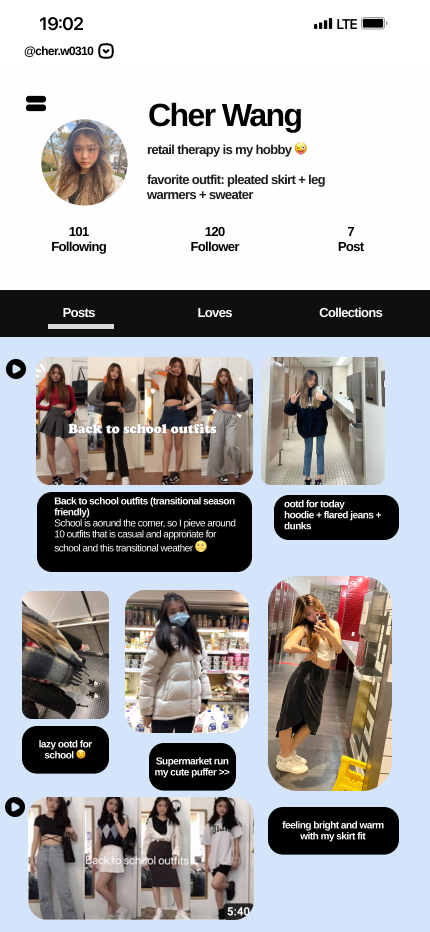 19:02
LTE
@cher.w0310
Cher Wang
retail therapy is my hobby 😜
favorite outfit: pleated skirt + leg
warmers + sweater
101
Following
120
Follower
7
Post
Posts
Loves
Collections
Back to school outfits
Back to school outfits (transitional season
friendly)
School is aorund the corner, so I pieve around
10 outfits that is casual and approriate for
school and this transitional weather 😬
ootd for today
hoodie + flared jeans +
dunks
lazy ootd for
school 😩
Supermarket run
my cute puffer >>
feeling bright and warm
with my skirt fit
Back to school outfits
5:40